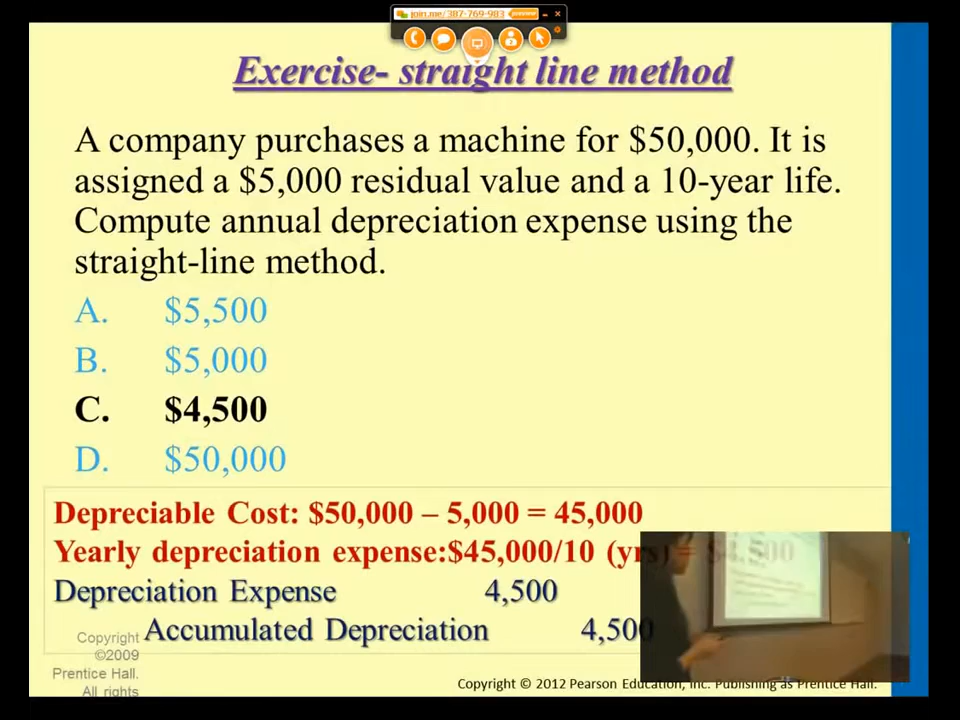 join.me/387-769-983
Exercise- straight line method
A company purchases a machine for $50,000. It is
assigned a $5,000 residual value and a 10-year life.
Compute annual depreciation expense using the
straight-line method.
A. $5,500
B. $5,000
C. $4,500
D. $50,000
Depreciable Cost: $50,000 – 5,000 = 45,000
Yearly depreciation expense:$45,000/10 (yrs) = $4,500
Depreciation Expense 4,500
Accumulated Depreciation 4,500
Copyright
©2009
Prentice Hall.
All rights
Copyright © 2012 Pearson Education, Inc. Publishing as Prentice Hall.